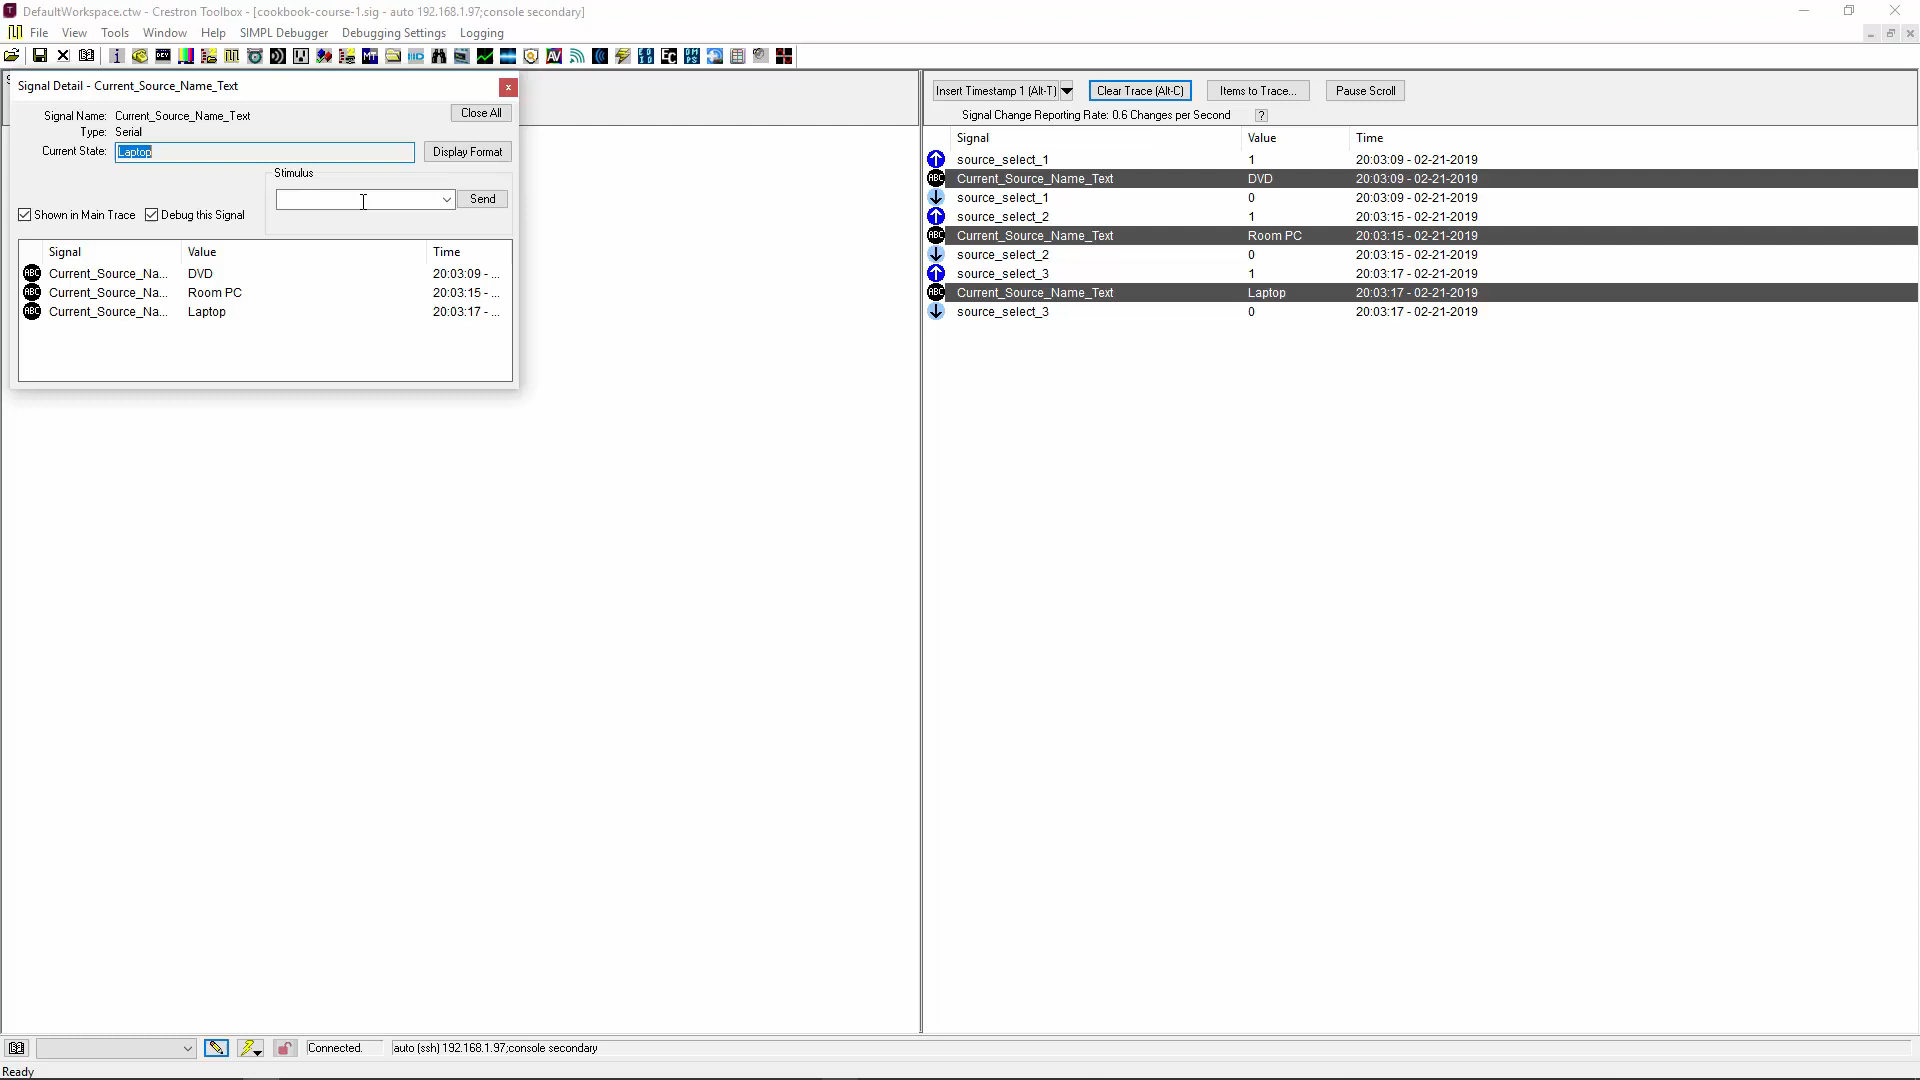 DefaultWorkspace.ctw - Crestron Toolbox - [cookbook-course-1.sig - auto 192.168.1.97;console secondary]
File View Tools Window Help SIMPL Debugger Debugging Settings Logging
Signal Detail - Current_Source_Name_Text
Signal Name: Current_Source_Name_Text
Close All
Type: Serial
Current State: Laptop
Display Format
Stimulus
Send
Shown in Main Trace
Debug this Signal
Signal Value Time
ABC Current_Source_Na... DVD 20:03:09 - ...
ABC Current_Source_Na... Room PC 20:03:15 - ...
ABC Current_Source_Na... Laptop 20:03:17 - ...
Insert Timestamp 1 (Alt-T) Clear Trace (Alt-C) Items to Trace... Pause Scroll
Signal Change Reporting Rate: 0.6 Changes per Second ?
Signal Value Time
source_select_1 1 20:03:09 - 02-21-2019
ABC Current_Source_Name_Text DVD 20:03:09 - 02-21-2019
source_select_1 0 20:03:09 - 02-21-2019
source_select_2 1 20:03:15 - 02-21-2019
ABC Current_Source_Name_Text Room PC 20:03:15 - 02-21-2019
source_select_2 0 20:03:15 - 02-21-2019
source_select_3 1 20:03:17 - 02-21-2019
ABC Current_Source_Name_Text Laptop 20:03:17 - 02-21-2019
source_select_3 0 20:03:17 - 02-21-2019
Connected. auto (ssh) 192.168.1.97;console secondary
Ready